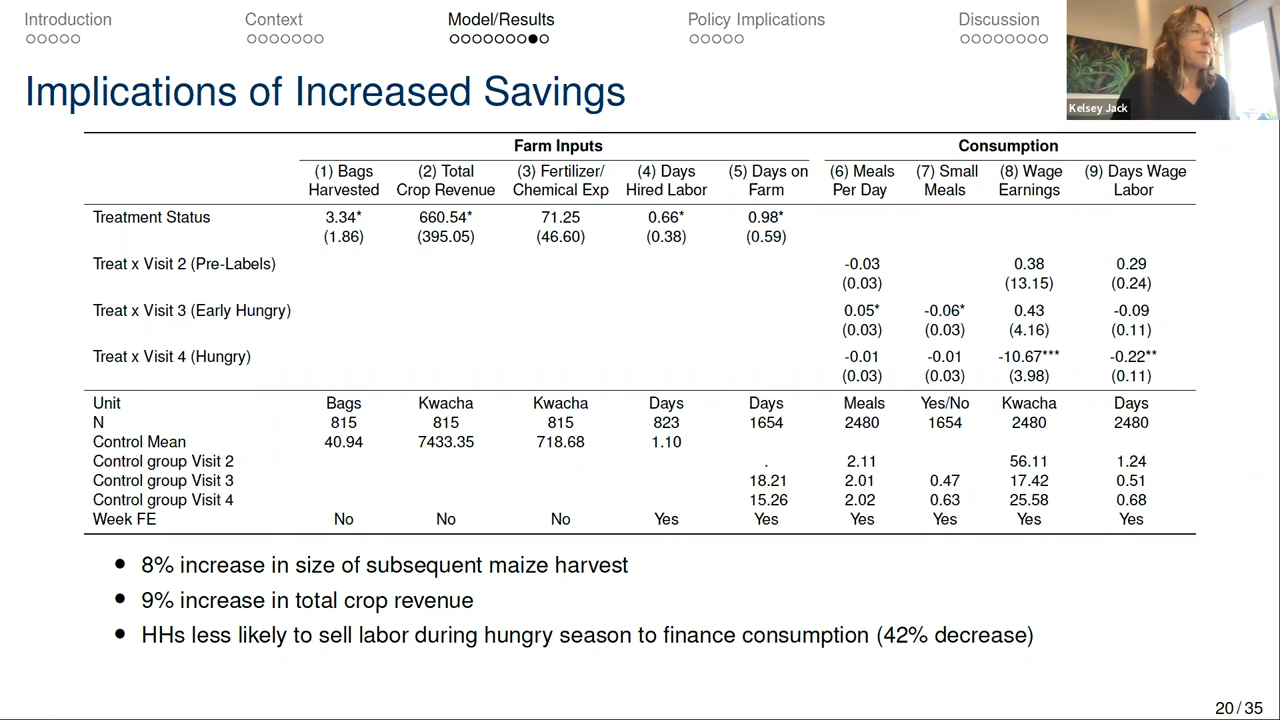 Introduction Context Model/Results Policy Implications Discussion
Kelsey Jack
Implications of Increased Savings
Farm Inputs Consumption
(1) Bags (2) Total (3) Fertilizer/ (4) Days (5) Days on (6) Meals (7) Small (8) Wage (9) Days Wage
Harvested Crop Revenue Chemical Exp Hired Labor Farm Per Day Meals Earnings Labor
Treatment Status 3.34* 660.54* 71.25 0.66* 0.98*
(1.86) (395.05) (46.60) (0.38) (0.59)
Treat x Visit 2 (Pre-Labels) -0.03 0.38 0.29
(0.03) (13.15) (0.24)
Treat x Visit 3 (Early Hungry) 0.05* -0.06* 0.43 -0.09
(0.03) (0.03) (4.16) (0.11)
Treat x Visit 4 (Hungry) -0.01 -0.01 -10.67*** -0.22**
(0.03) (0.03) (3.98) (0.11)
Unit Bags Kwacha Kwacha Days Days Meals Yes/No Kwacha Days
N 815 815 815 823 1654 2480 1654 2480 2480
Control Mean 40.94 7433.35 718.68 1.10
Control group Visit 2 . 2.11 56.11 1.24
Control group Visit 3 18.21 2.01 0.47 17.42 0.51
Control group Visit 4 15.26 2.02 0.63 25.58 0.68
Week FE No No No Yes Yes Yes Yes Yes Yes
• 8% increase in size of subsequent maize harvest
• 9% increase in total crop revenue
• HHs less likely to sell labor during hungry season to finance consumption (42% decrease)
20 / 35